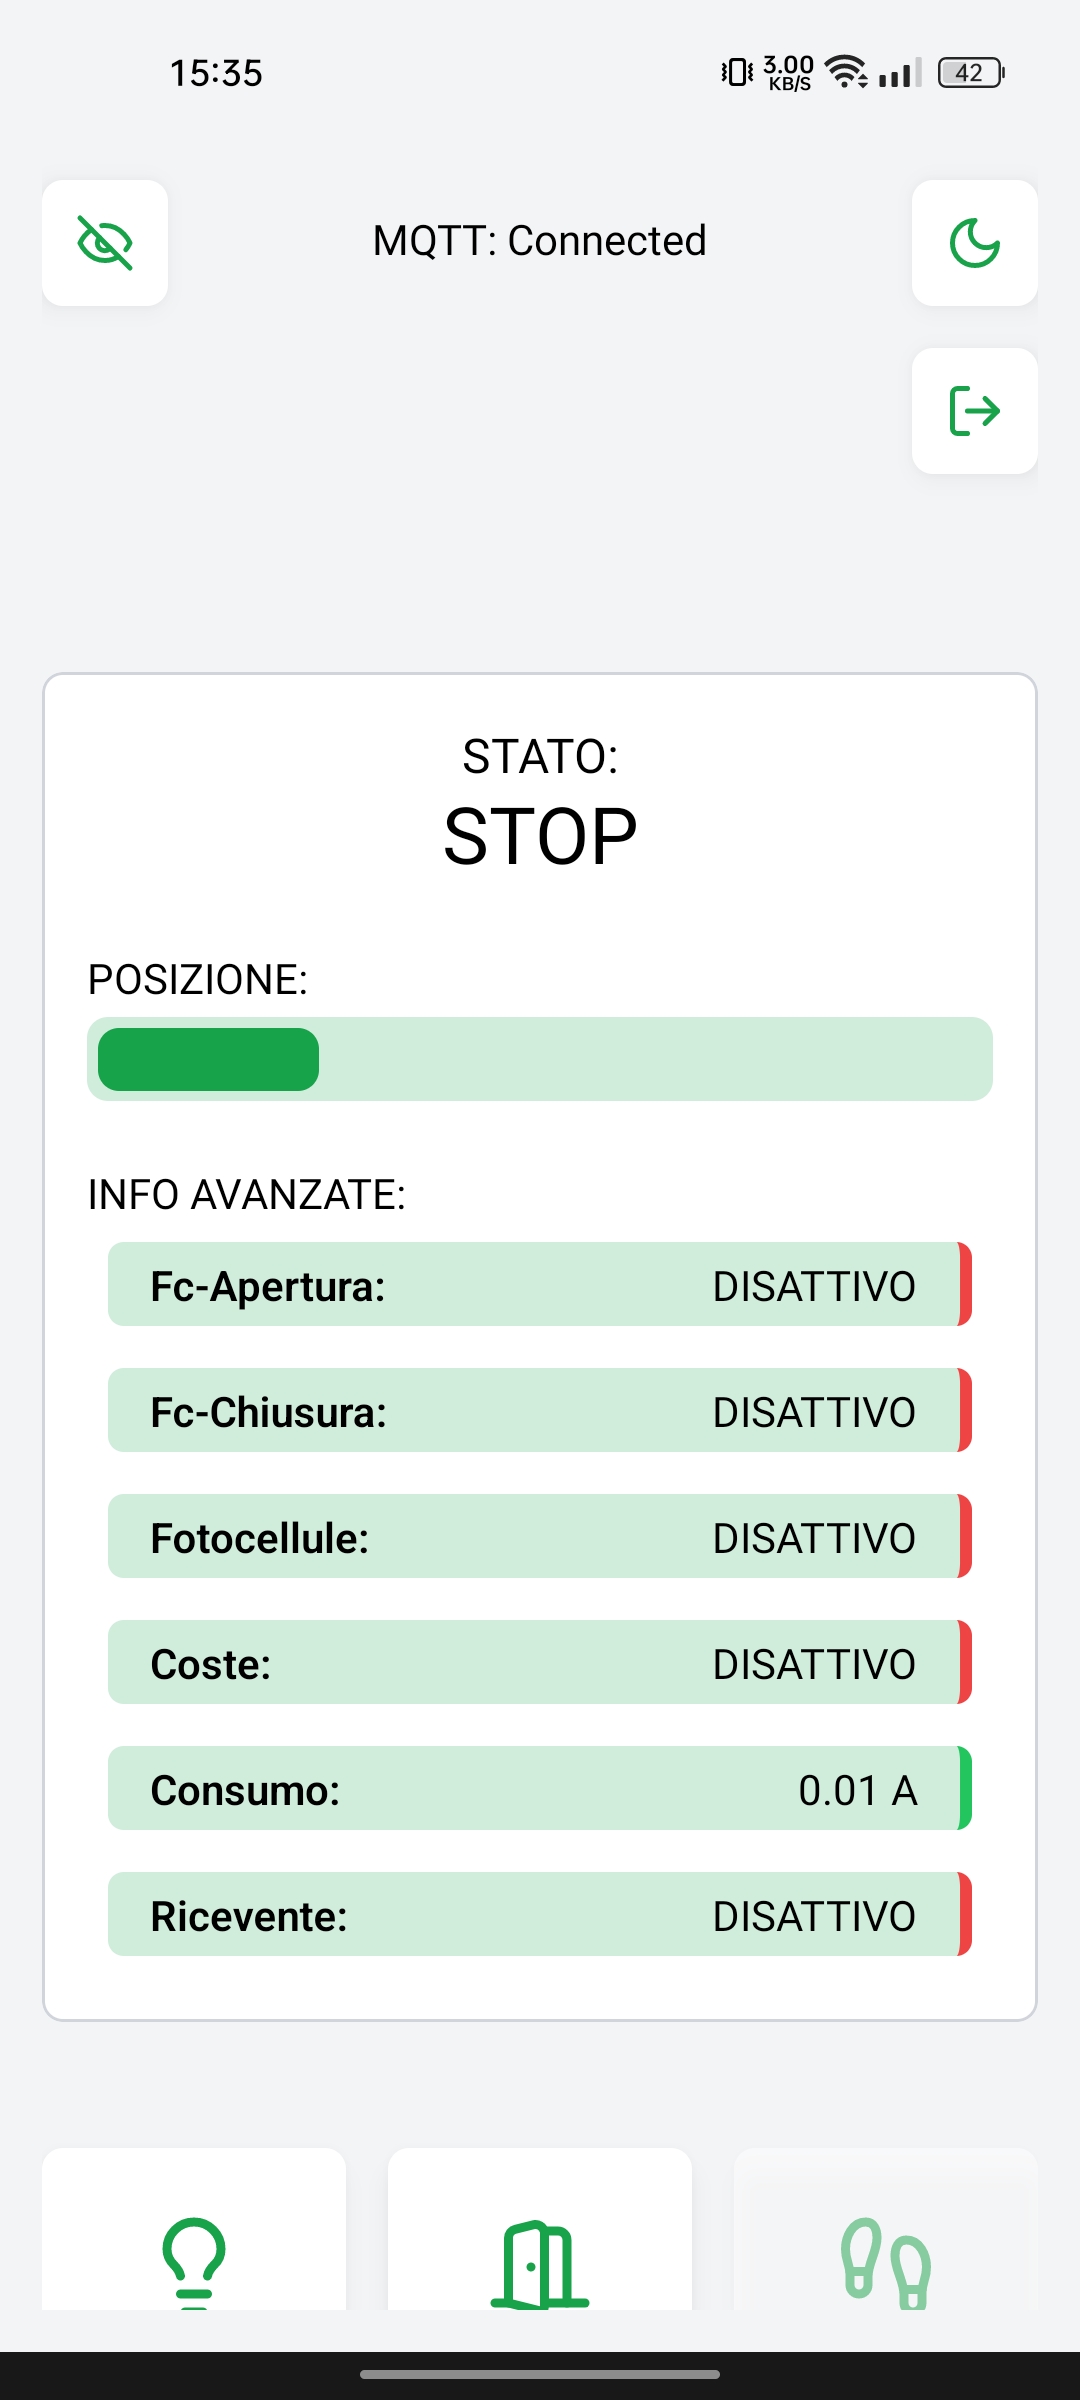 15:35
3.00
KB/S
42
MQTT: Connected
STATO:
STOP
POSIZIONE:
INFO AVANZATE:
Fc-Apertura: DISATTIVO
Fc-Chiusura: DISATTIVO
Fotocellule: DISATTIVO
Coste: DISATTIVO
Consumo: 0.01 A
Ricevente: DISATTIVO